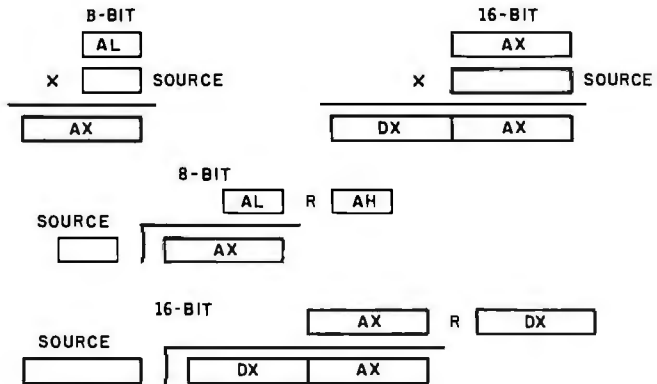 8-BIT 16-BIT
AL AX
× SOURCE × SOURCE
AX DX AX
8-BIT
AL R AH
SOURCE
AX
16-BIT
AX R DX
SOURCE
DX AX